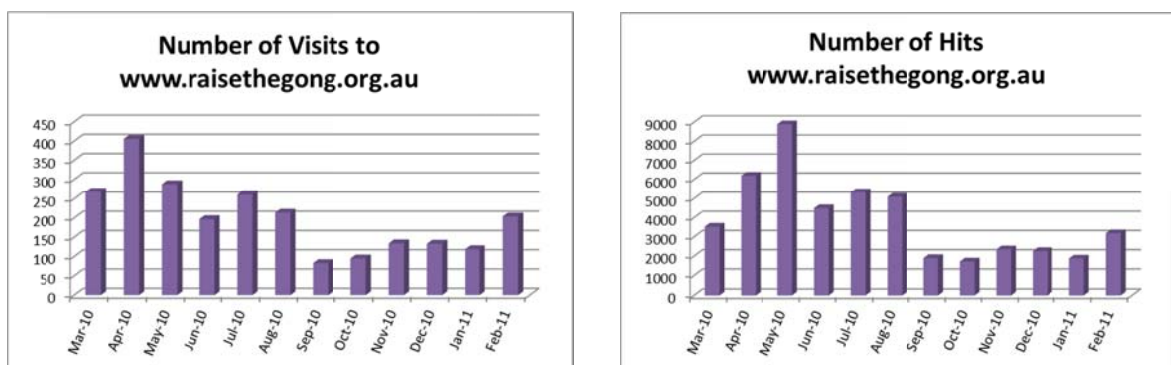 Number of Visits to
www.raisethegong.org.au
450
400
350
300
250
200
150
100
50
0
Mar-10
Apr-10
May-10
Jun-10
Jul-10
Aug-10
Sep-10
Oct-10
Nov-10
Dec-10
Jan-11
Feb-11
Number of Hits
www.raisethegong.org.au
9000
8000
7000
6000
5000
4000
3000
2000
1000
0
Mar-10
Apr-10
May-10
Jun-10
Jul-10
Aug-10
Sep-10
Oct-10
Nov-10
Dec-10
Jan-11
Feb-11